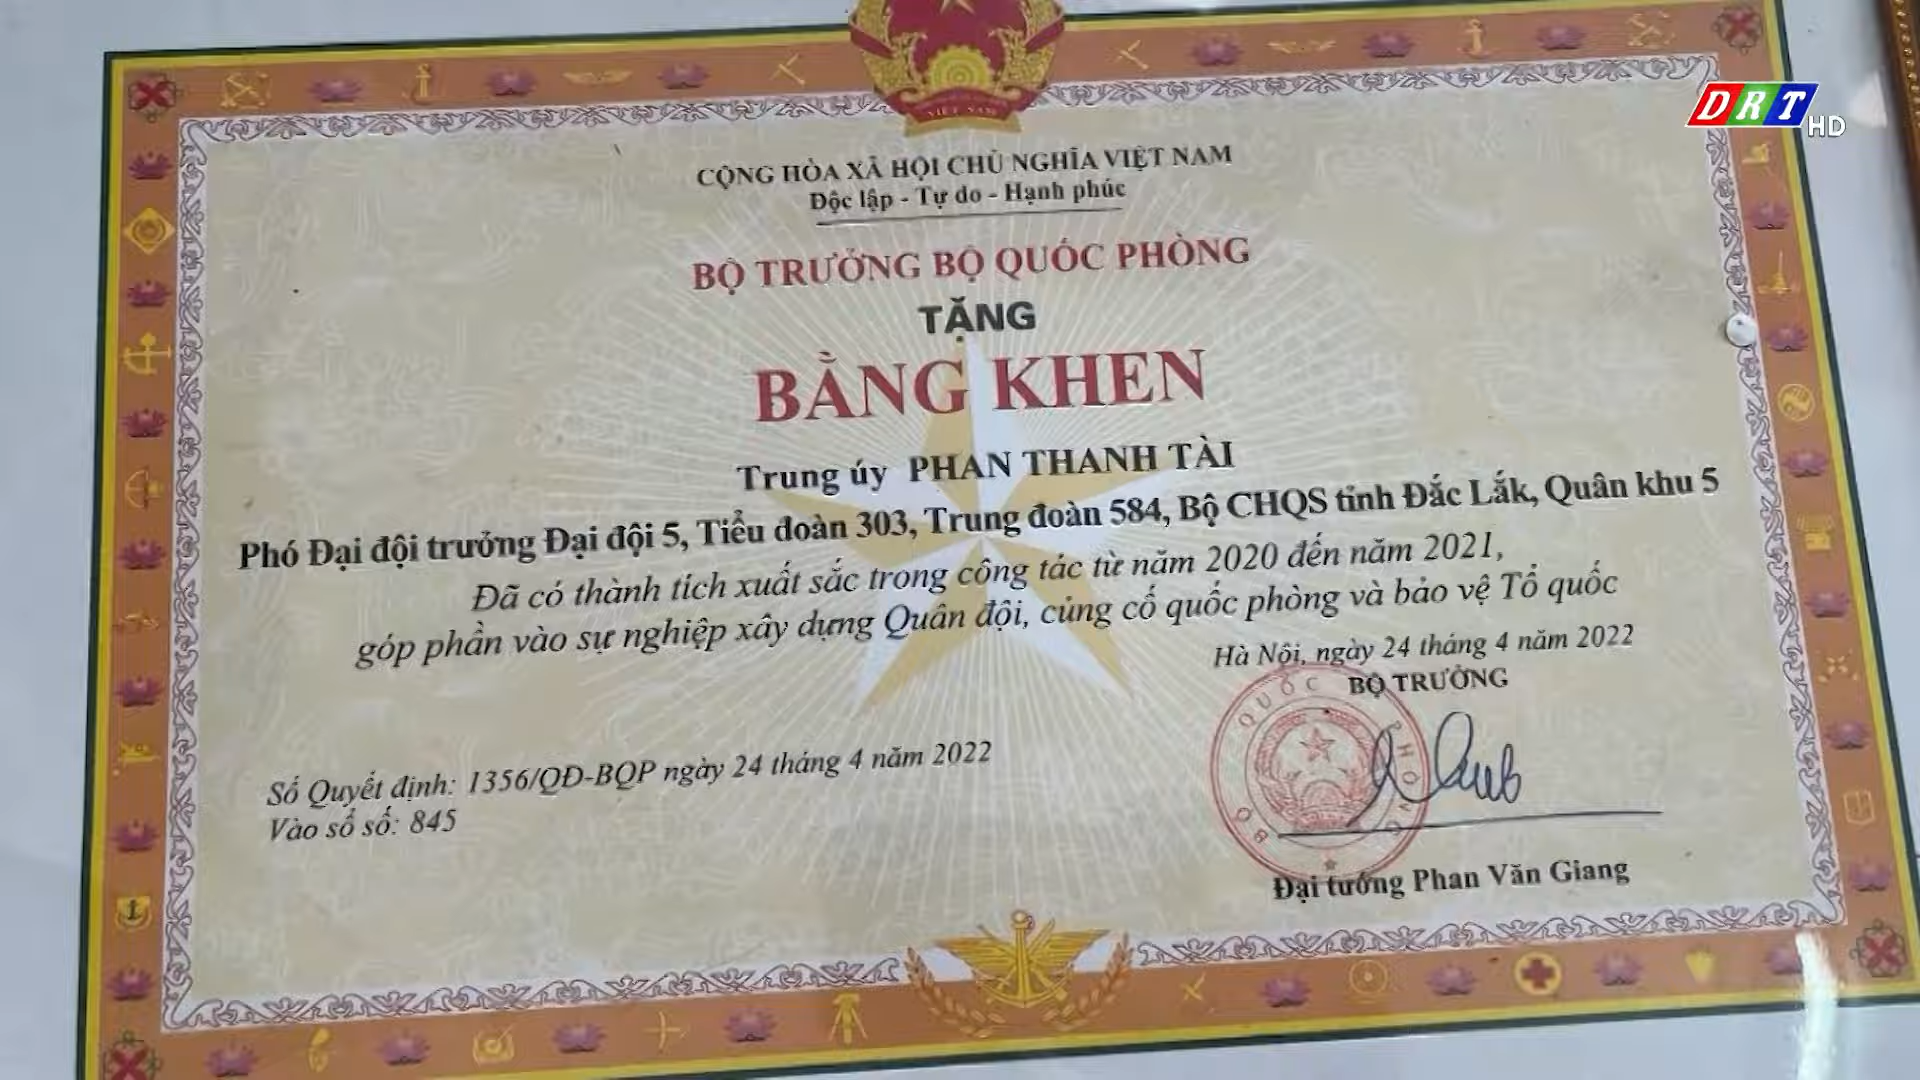 DRT HD
VIỆT NAM
CỘNG HÒA XÃ HỘI CHỦ NGHĨA VIỆT NAM
Độc lập - Tự do - Hạnh phúc
BỘ TRƯỞNG BỘ QUỐC PHÒNG
TẶNG
BẰNG KHEN
Trung úy PHAN THANH TÀI
Phó Đại đội trưởng Đại đội 5, Tiểu đoàn 303, Trung đoàn 584, Bộ CHQS tỉnh Đắc Lắk, Quân khu 5
Đã có thành tích xuất sắc trong công tác từ năm 2020 đến năm 2021,
góp phần vào sự nghiệp xây dựng Quân đội, củng cố quốc phòng và bảo vệ Tổ quốc
Hà Nội, ngày 24 tháng 4 năm 2022
BỘ TRƯỞNG
BỘ QUỐC PHÒNG
Số Quyết định: 1356/QĐ-BQP ngày 24 tháng 4 năm 2022
Vào sổ số: 845
Đại tướng Phan Văn Giang